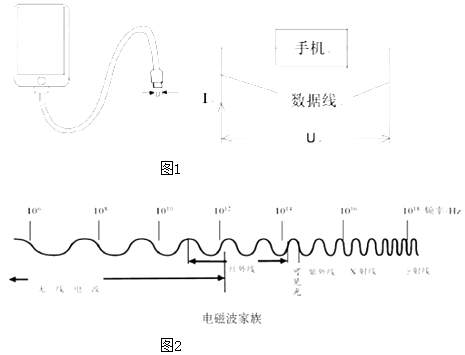 U
手机
I
数据线
U
图1
10⁶ 10⁸ 10¹⁰ 10¹² 10¹⁴ 10¹⁶ 10¹⁸ 频率/Hz
无线电波 红外线 可见光 紫外线 X射线 γ射线
电磁波家族
图2